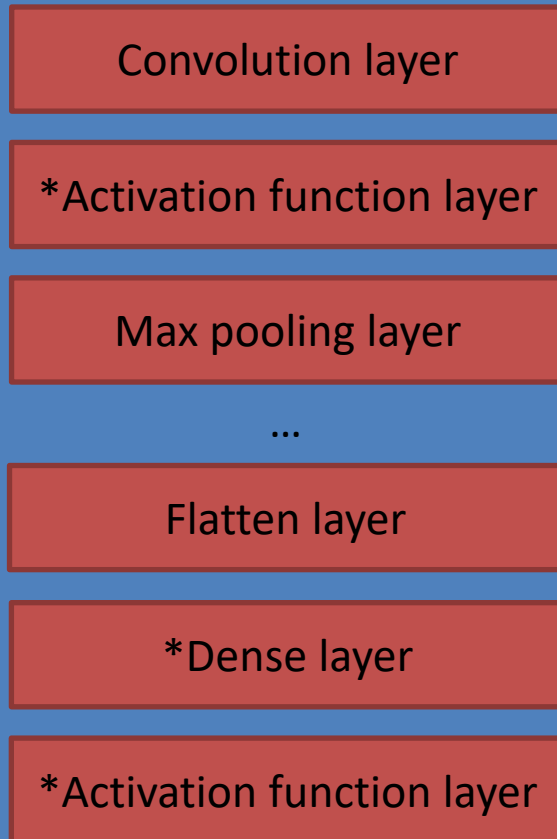 Convolution layer
*Activation function layer
Max pooling layer
...
Flatten layer
*Dense layer
*Activation function layer